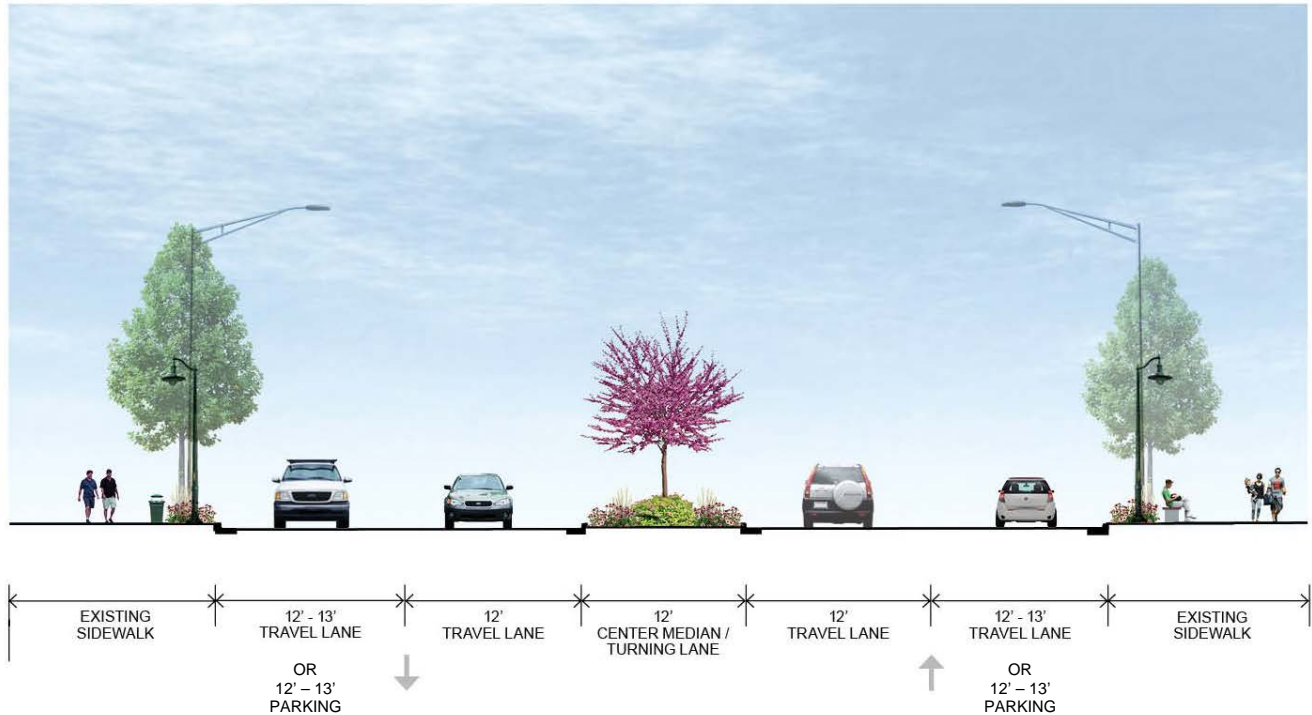 EXISTING
SIDEWALK
12' - 13'
TRAVEL LANE
OR
12' – 13'
PARKING
12'
TRAVEL LANE
12'
CENTER MEDIAN /
TURNING LANE
12'
TRAVEL LANE
12' - 13'
TRAVEL LANE
OR
12' – 13'
PARKING
EXISTING
SIDEWALK